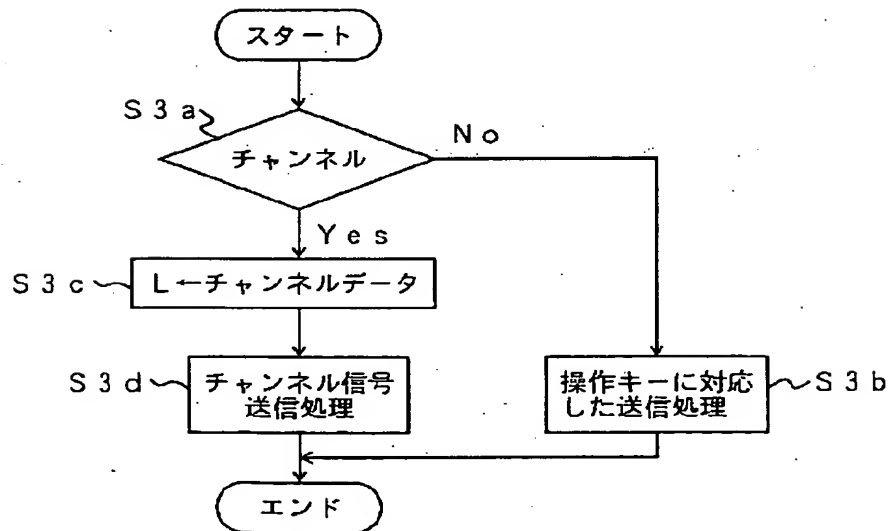 スタート
S3a
チャンネル
No
Yes
S3c
L←チャンネルデータ
S3d
チャンネル信号
送信処理
操作キーに対応
した送信処理
S3b
エンド